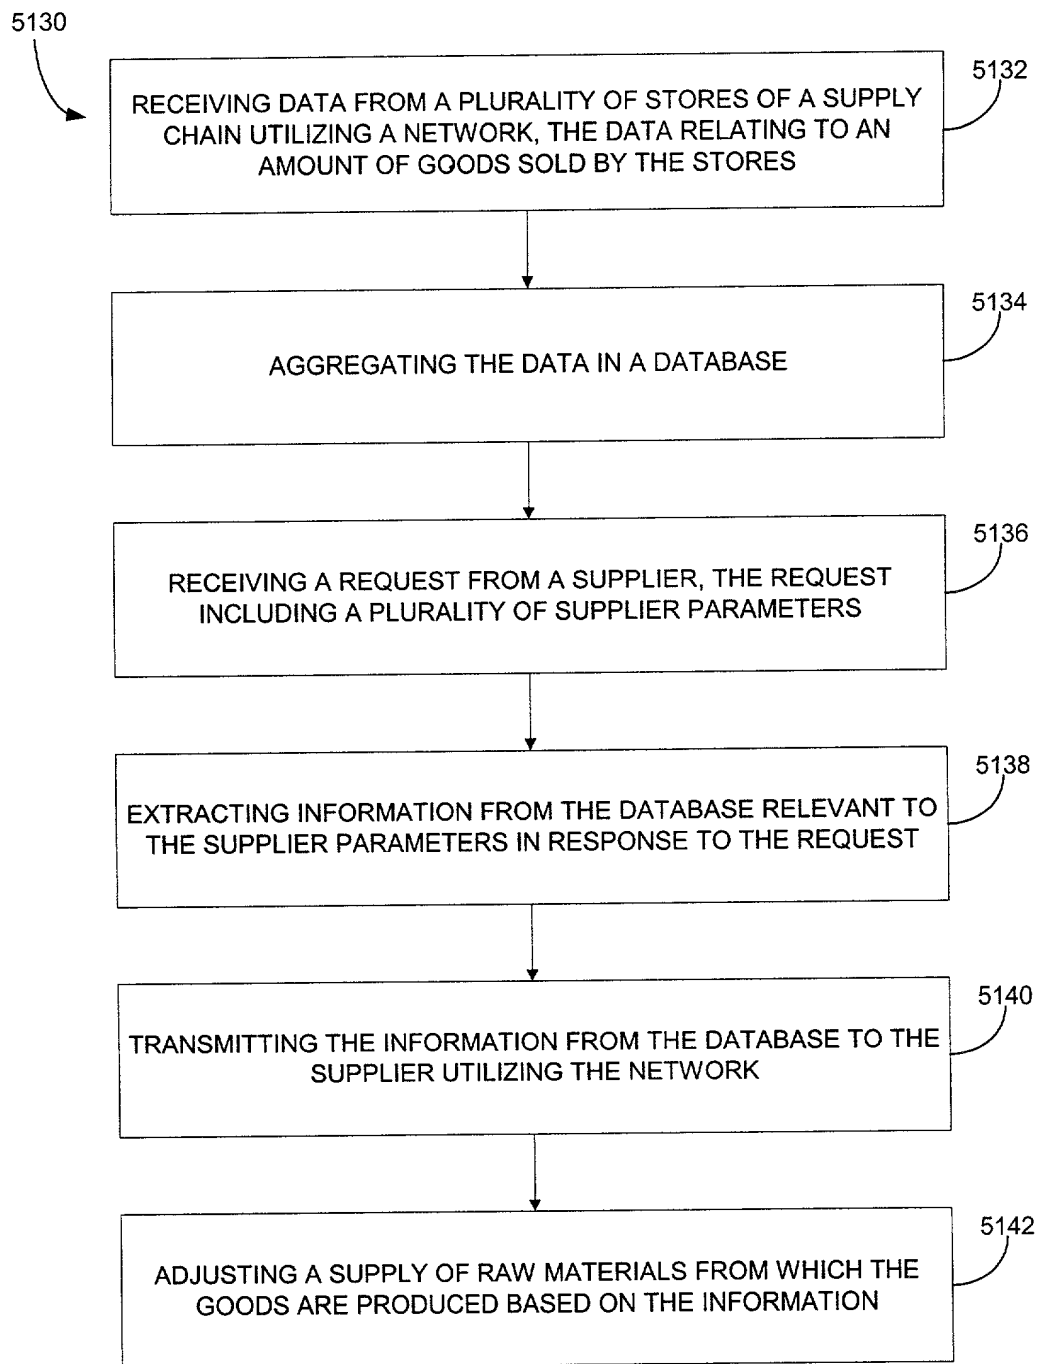 5130
5132
RECEIVING DATA FROM A PLURALITY OF STORES OF A SUPPLY
CHAIN UTILIZING A NETWORK, THE DATA RELATING TO AN
AMOUNT OF GOODS SOLD BY THE STORES
5134
AGGREGATING THE DATA IN A DATABASE
5136
RECEIVING A REQUEST FROM A SUPPLIER, THE REQUEST
INCLUDING A PLURALITY OF SUPPLIER PARAMETERS
5138
EXTRACTING INFORMATION FROM THE DATABASE RELEVANT TO
THE SUPPLIER PARAMETERS IN RESPONSE TO THE REQUEST
5140
TRANSMITTING THE INFORMATION FROM THE DATABASE TO THE
SUPPLIER UTILIZING THE NETWORK
5142
ADJUSTING A SUPPLY OF RAW MATERIALS FROM WHICH THE
GOODS ARE PRODUCED BASED ON THE INFORMATION